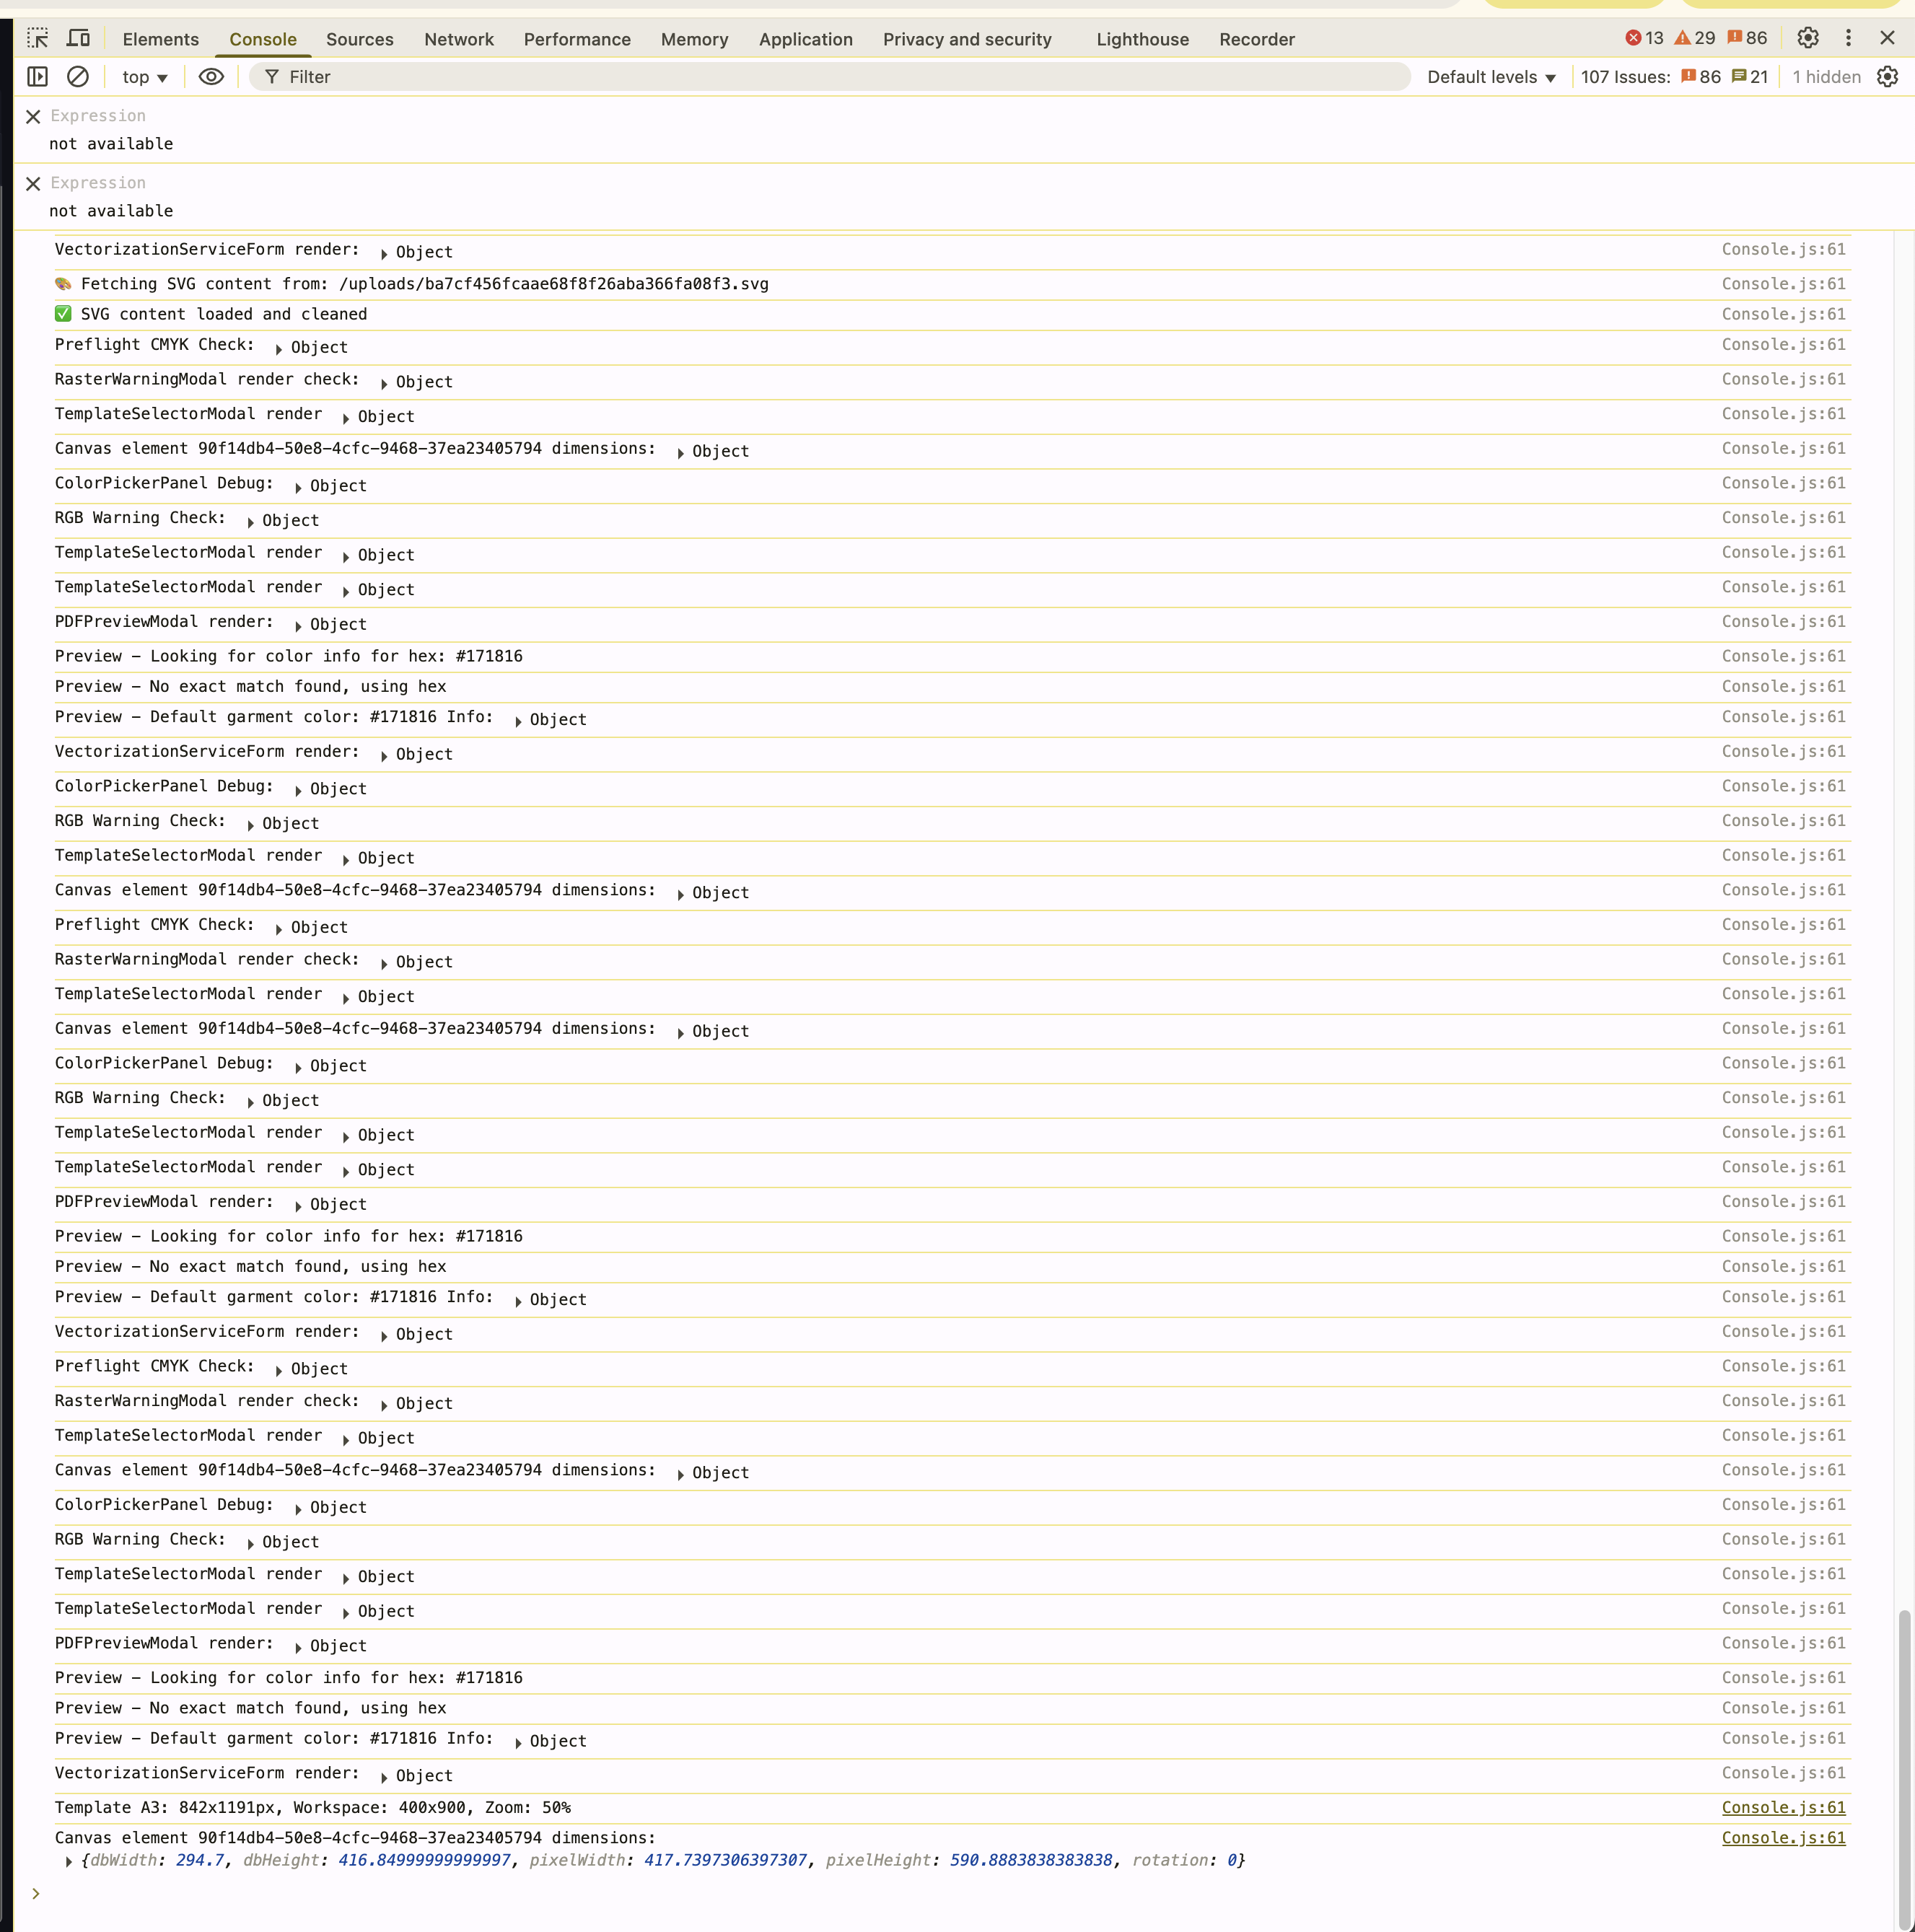 Elements Console Sources Network Performance Memory Application Privacy and security Lighthouse Recorder 13 29 86
top Filter Default levels 107 Issues: 86 21 1 hidden
Expression
not available
Expression
not available
VectorizationServiceForm render: Object Console.js:61
🎨 Fetching SVG content from: /uploads/ba7cf456fcaae68f8f26aba366fa08f3.svg Console.js:61
✅ SVG content loaded and cleaned Console.js:61
Preflight CMYK Check: Object Console.js:61
RasterWarningModal render check: Object Console.js:61
TemplateSelectorModal render Object Console.js:61
Canvas element 90f14db4-50e8-4cfc-9468-37ea23405794 dimensions: Object Console.js:61
ColorPickerPanel Debug: Object Console.js:61
RGB Warning Check: Object Console.js:61
TemplateSelectorModal render Object Console.js:61
TemplateSelectorModal render Object Console.js:61
PDFPreviewModal render: Object Console.js:61
Preview - Looking for color info for hex: #171816 Console.js:61
Preview - No exact match found, using hex Console.js:61
Preview - Default garment color: #171816 Info: Object Console.js:61
VectorizationServiceForm render: Object Console.js:61
ColorPickerPanel Debug: Object Console.js:61
RGB Warning Check: Object Console.js:61
TemplateSelectorModal render Object Console.js:61
Canvas element 90f14db4-50e8-4cfc-9468-37ea23405794 dimensions: Object Console.js:61
Preflight CMYK Check: Object Console.js:61
RasterWarningModal render check: Object Console.js:61
TemplateSelectorModal render Object Console.js:61
Canvas element 90f14db4-50e8-4cfc-9468-37ea23405794 dimensions: Object Console.js:61
ColorPickerPanel Debug: Object Console.js:61
RGB Warning Check: Object Console.js:61
TemplateSelectorModal render Object Console.js:61
TemplateSelectorModal render Object Console.js:61
PDFPreviewModal render: Object Console.js:61
Preview - Looking for color info for hex: #171816 Console.js:61
Preview - No exact match found, using hex Console.js:61
Preview - Default garment color: #171816 Info: Object Console.js:61
VectorizationServiceForm render: Object Console.js:61
Preflight CMYK Check: Object Console.js:61
RasterWarningModal render check: Object Console.js:61
TemplateSelectorModal render Object Console.js:61
Canvas element 90f14db4-50e8-4cfc-9468-37ea23405794 dimensions: Object Console.js:61
ColorPickerPanel Debug: Object Console.js:61
RGB Warning Check: Object Console.js:61
TemplateSelectorModal render Object Console.js:61
TemplateSelectorModal render Object Console.js:61
PDFPreviewModal render: Object Console.js:61
Preview - Looking for color info for hex: #171816 Console.js:61
Preview - No exact match found, using hex Console.js:61
Preview - Default garment color: #171816 Info: Object Console.js:61
VectorizationServiceForm render: Object Console.js:61
Template A3: 842x1191px, Workspace: 400x900, Zoom: 50% Console.js:61
Canvas element 90f14db4-50e8-4cfc-9468-37ea23405794 dimensions: Console.js:61
{dbWidth: 294.7, dbHeight: 416.84999999999997, pixelWidth: 417.7397306397307, pixelHeight: 590.8883838383838, rotation: 0}